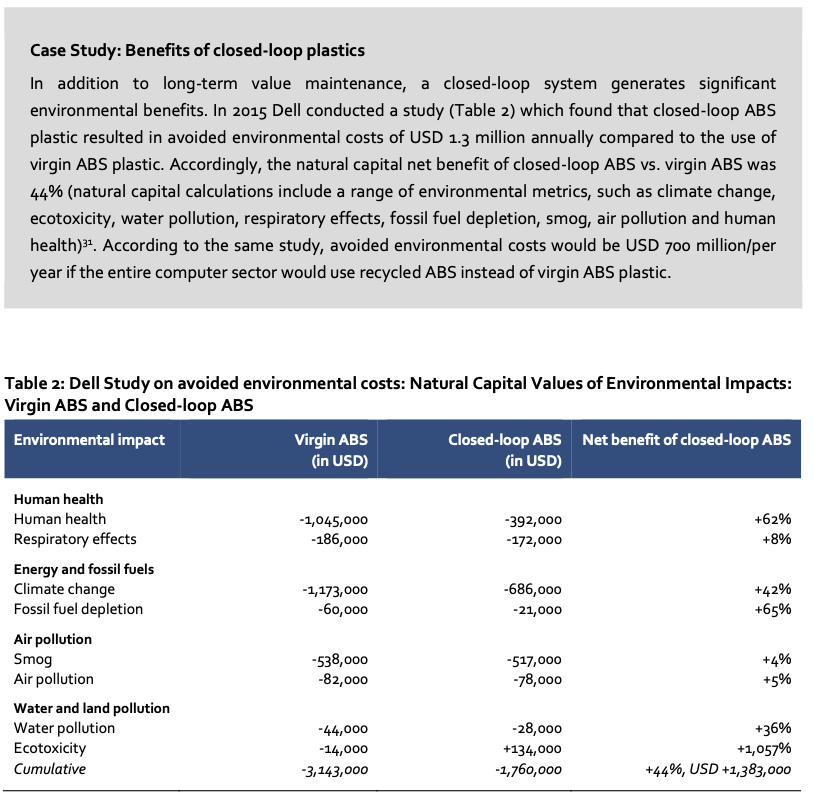 Case Study: Benefits of closed-loop plastics
In addition to long-term value maintenance, a closed-loop system generates significant
environmental benefits. In 2015 Dell conducted a study (Table 2) which found that closed-loop ABS
plastic resulted in avoided environmental costs of USD 1.3 million annually compared to the use of
virgin ABS plastic. Accordingly, the natural capital net benefit of closed-loop ABS vs. virgin ABS was
44% (natural capital calculations include a range of environmental metrics, such as climate change,
ecotoxicity, water pollution, respiratory effects, fossil fuel depletion, smog, air pollution and human
health)³¹. According to the same study, avoided environmental costs would be USD 700 million/per
year if the entire computer sector would use recycled ABS instead of virgin ABS plastic.
Table 2: Dell Study on avoided environmental costs: Natural Capital Values of Environmental Impacts:
Virgin ABS and Closed-loop ABS
Environmental impact Virgin ABS Closed-loop ABS Net benefit of closed-loop ABS
(in USD) (in USD)
Human health
Human health -1,045,000 -392,000 +62%
Respiratory effects -186,000 -172,000 +8%
Energy and fossil fuels
Climate change -1,173,000 -686,000 +42%
Fossil fuel depletion -60,000 -21,000 +65%
Air pollution
Smog -538,000 -517,000 +4%
Air pollution -82,000 -78,000 +5%
Water and land pollution
Water pollution -44,000 -28,000 +36%
Ecotoxicity -14,000 +134,000 +1,057%
Cumulative -3,143,000 -1,760,000 +44%, USD +1,383,000